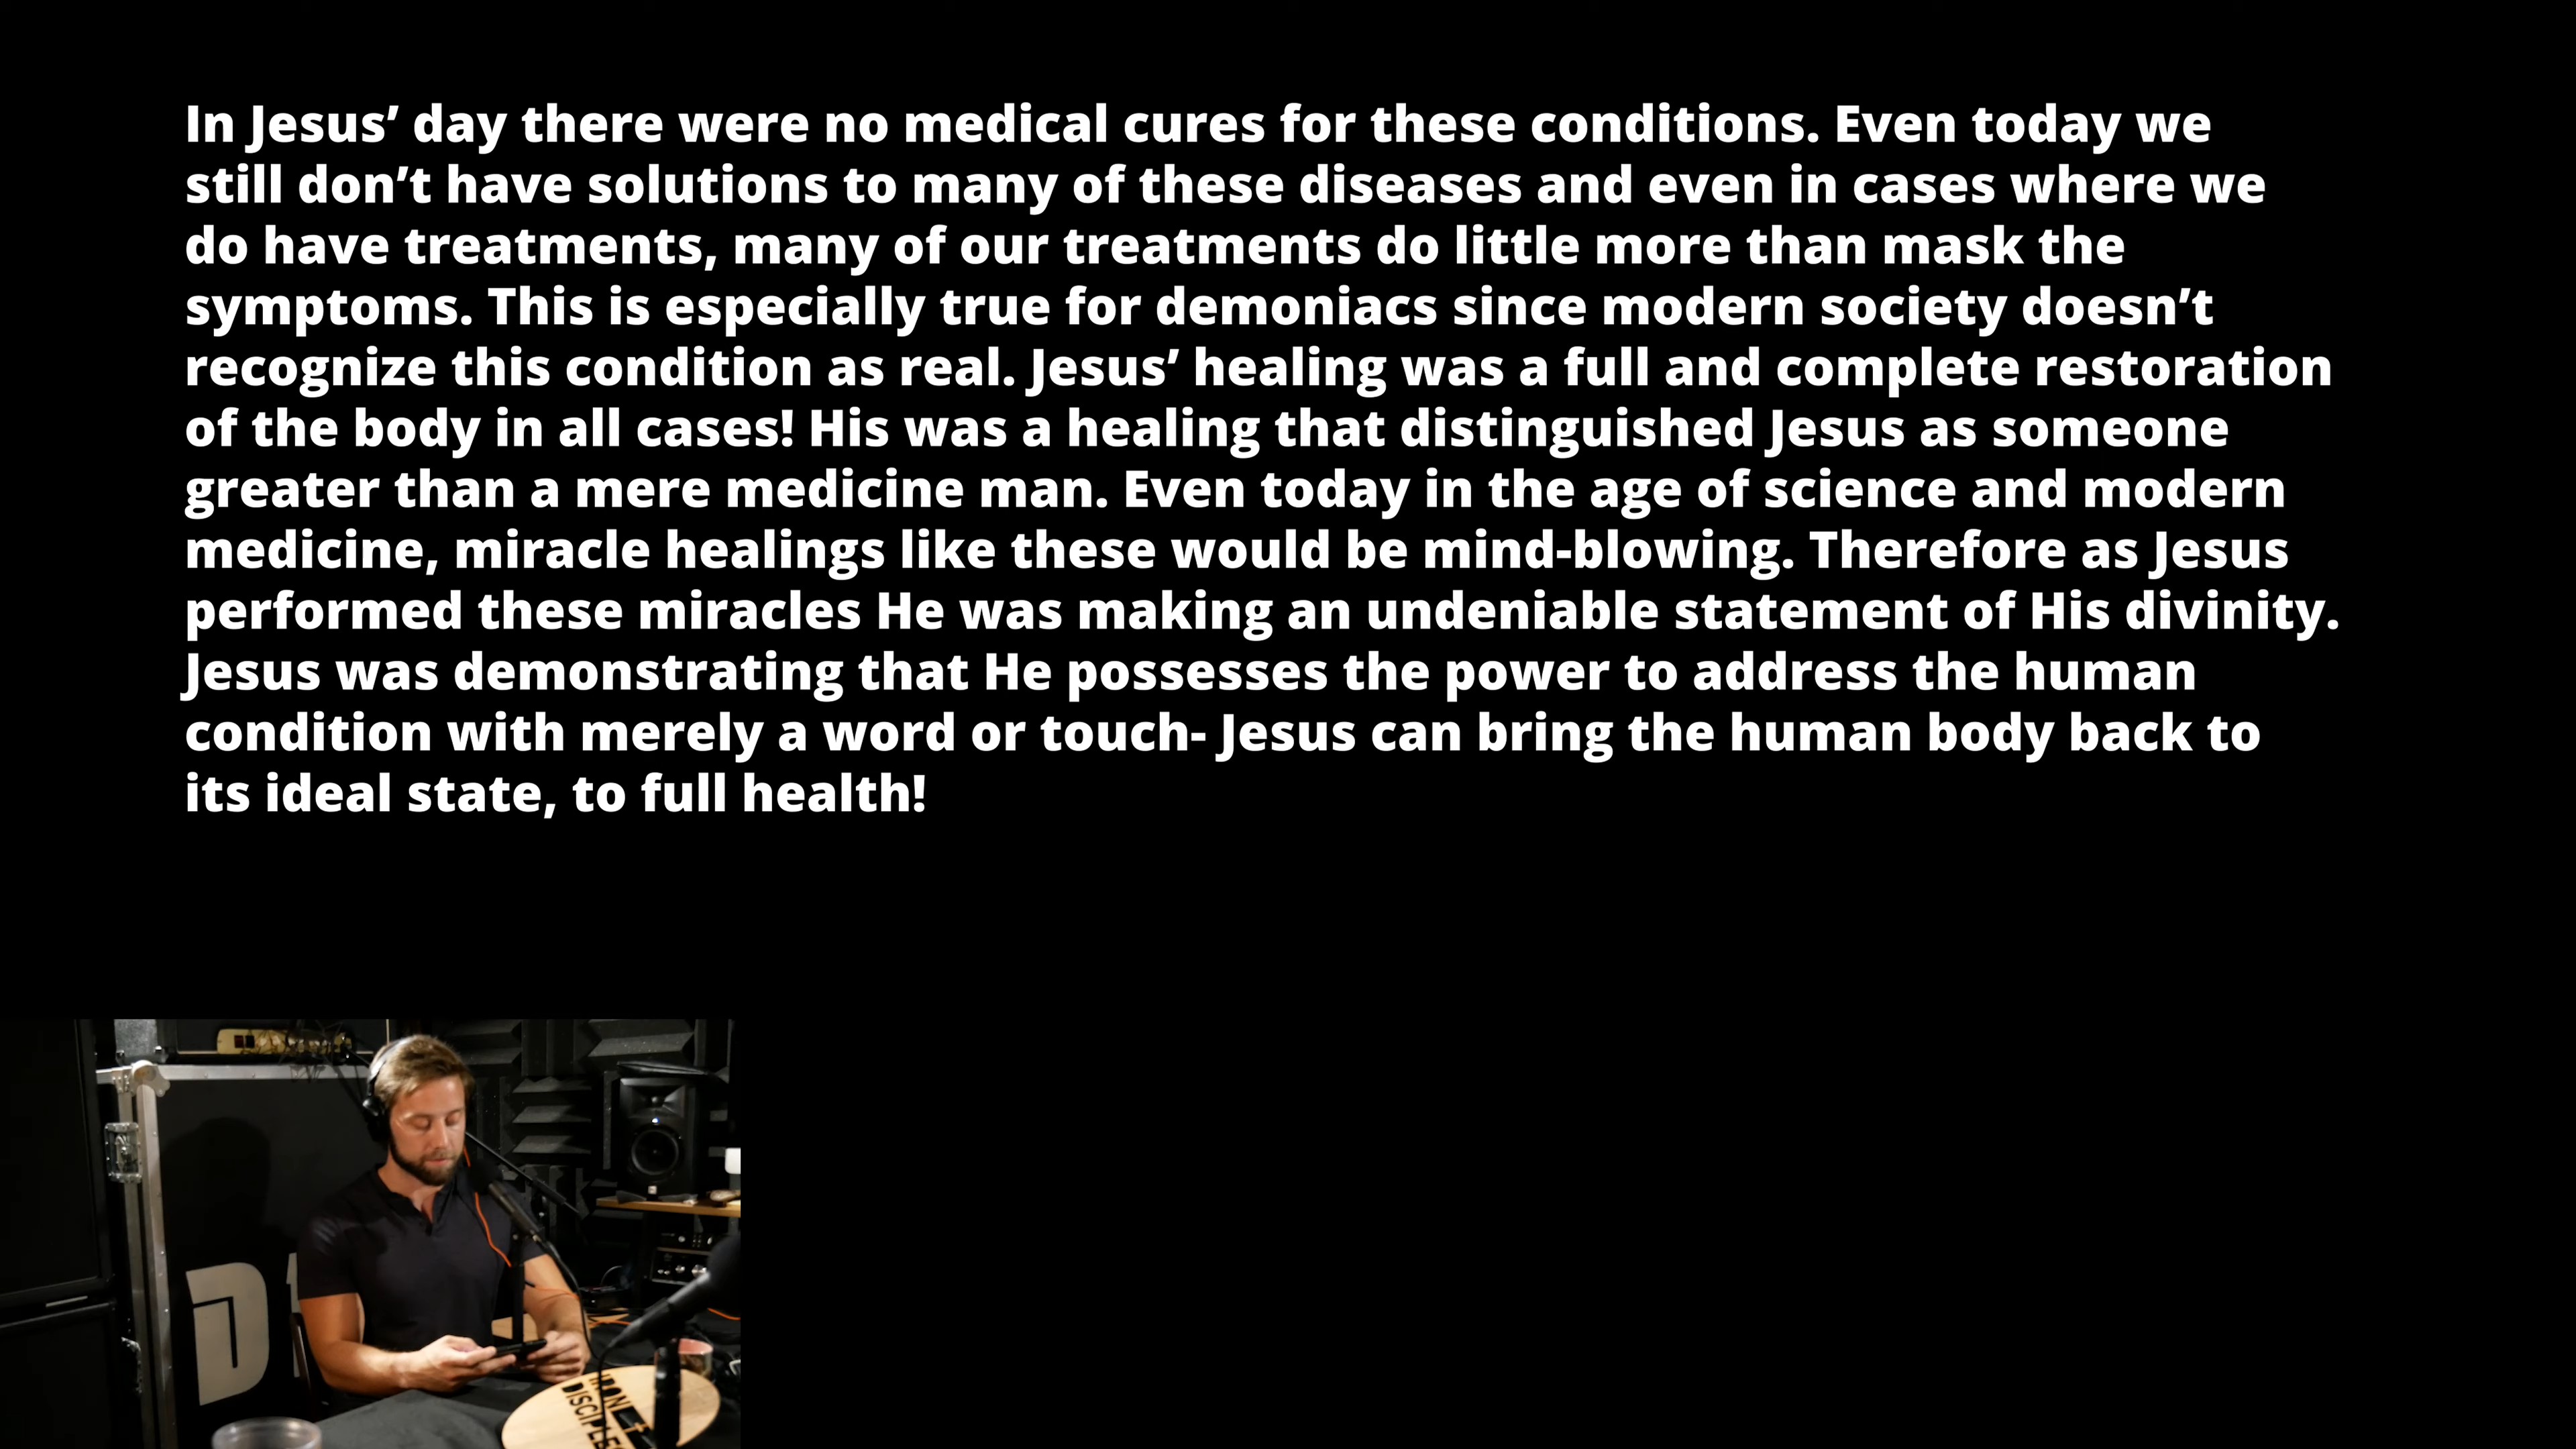 In Jesus’ day there were no medical cures for these conditions. Even today we
still don’t have solutions to many of these diseases and even in cases where we
do have treatments, many of our treatments do little more than mask the
symptoms. This is especially true for demoniacs since modern society doesn’t
recognize this condition as real. Jesus’ healing was a full and complete restoration
of the body in all cases! His was a healing that distinguished Jesus as someone
greater than a mere medicine man. Even today in the age of science and modern
medicine, miracle healings like these would be mind-blowing. Therefore as Jesus
performed these miracles He was making an undeniable statement of His divinity.
Jesus was demonstrating that He possesses the power to address the human
condition with merely a word or touch- Jesus can bring the human body back to
its ideal state, to full health!
IRON